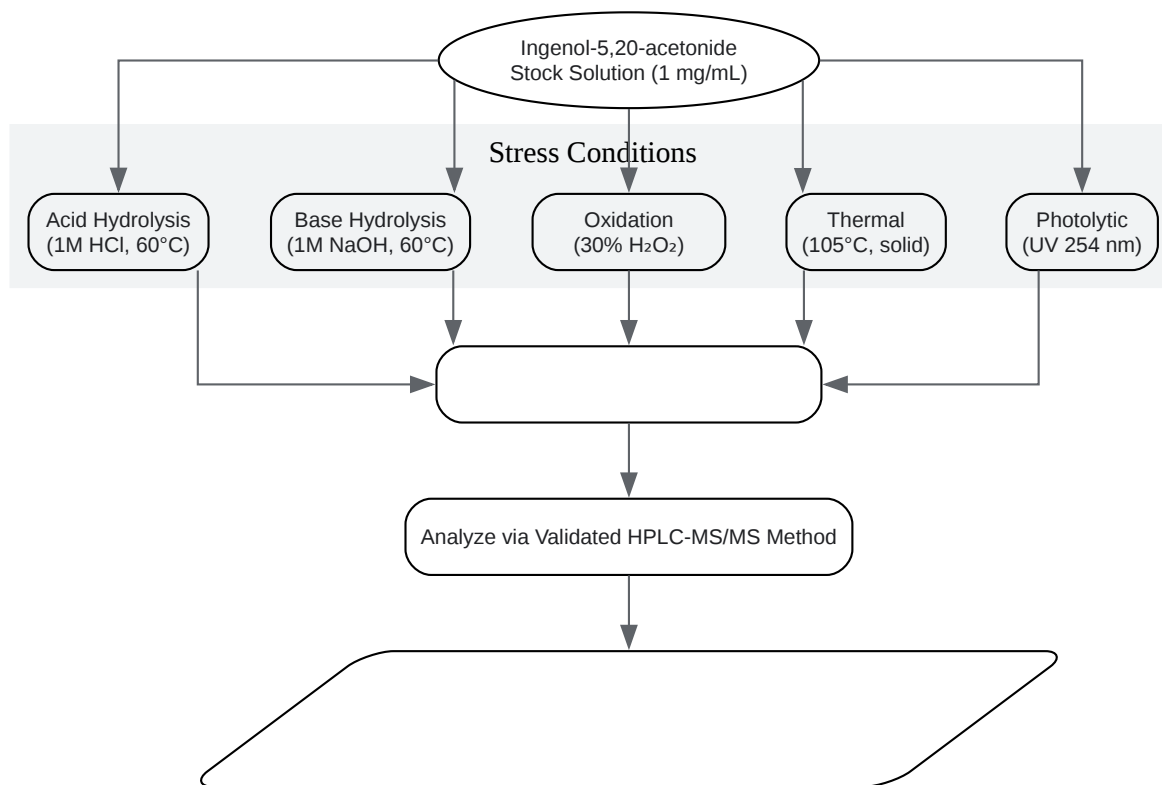 Ingenol-5,20-acetonide
Stock Solution (1 mg/mL)
Stress Conditions
Acid Hydrolysis
(1M HCl, 60°C)
Base Hydrolysis
(1M NaOH, 60°C)
Oxidation
(30% H₂O₂)
Thermal
(105°C, solid)
Photolytic
(UV 254 nm)
Analyze via Validated HPLC-MS/MS Method